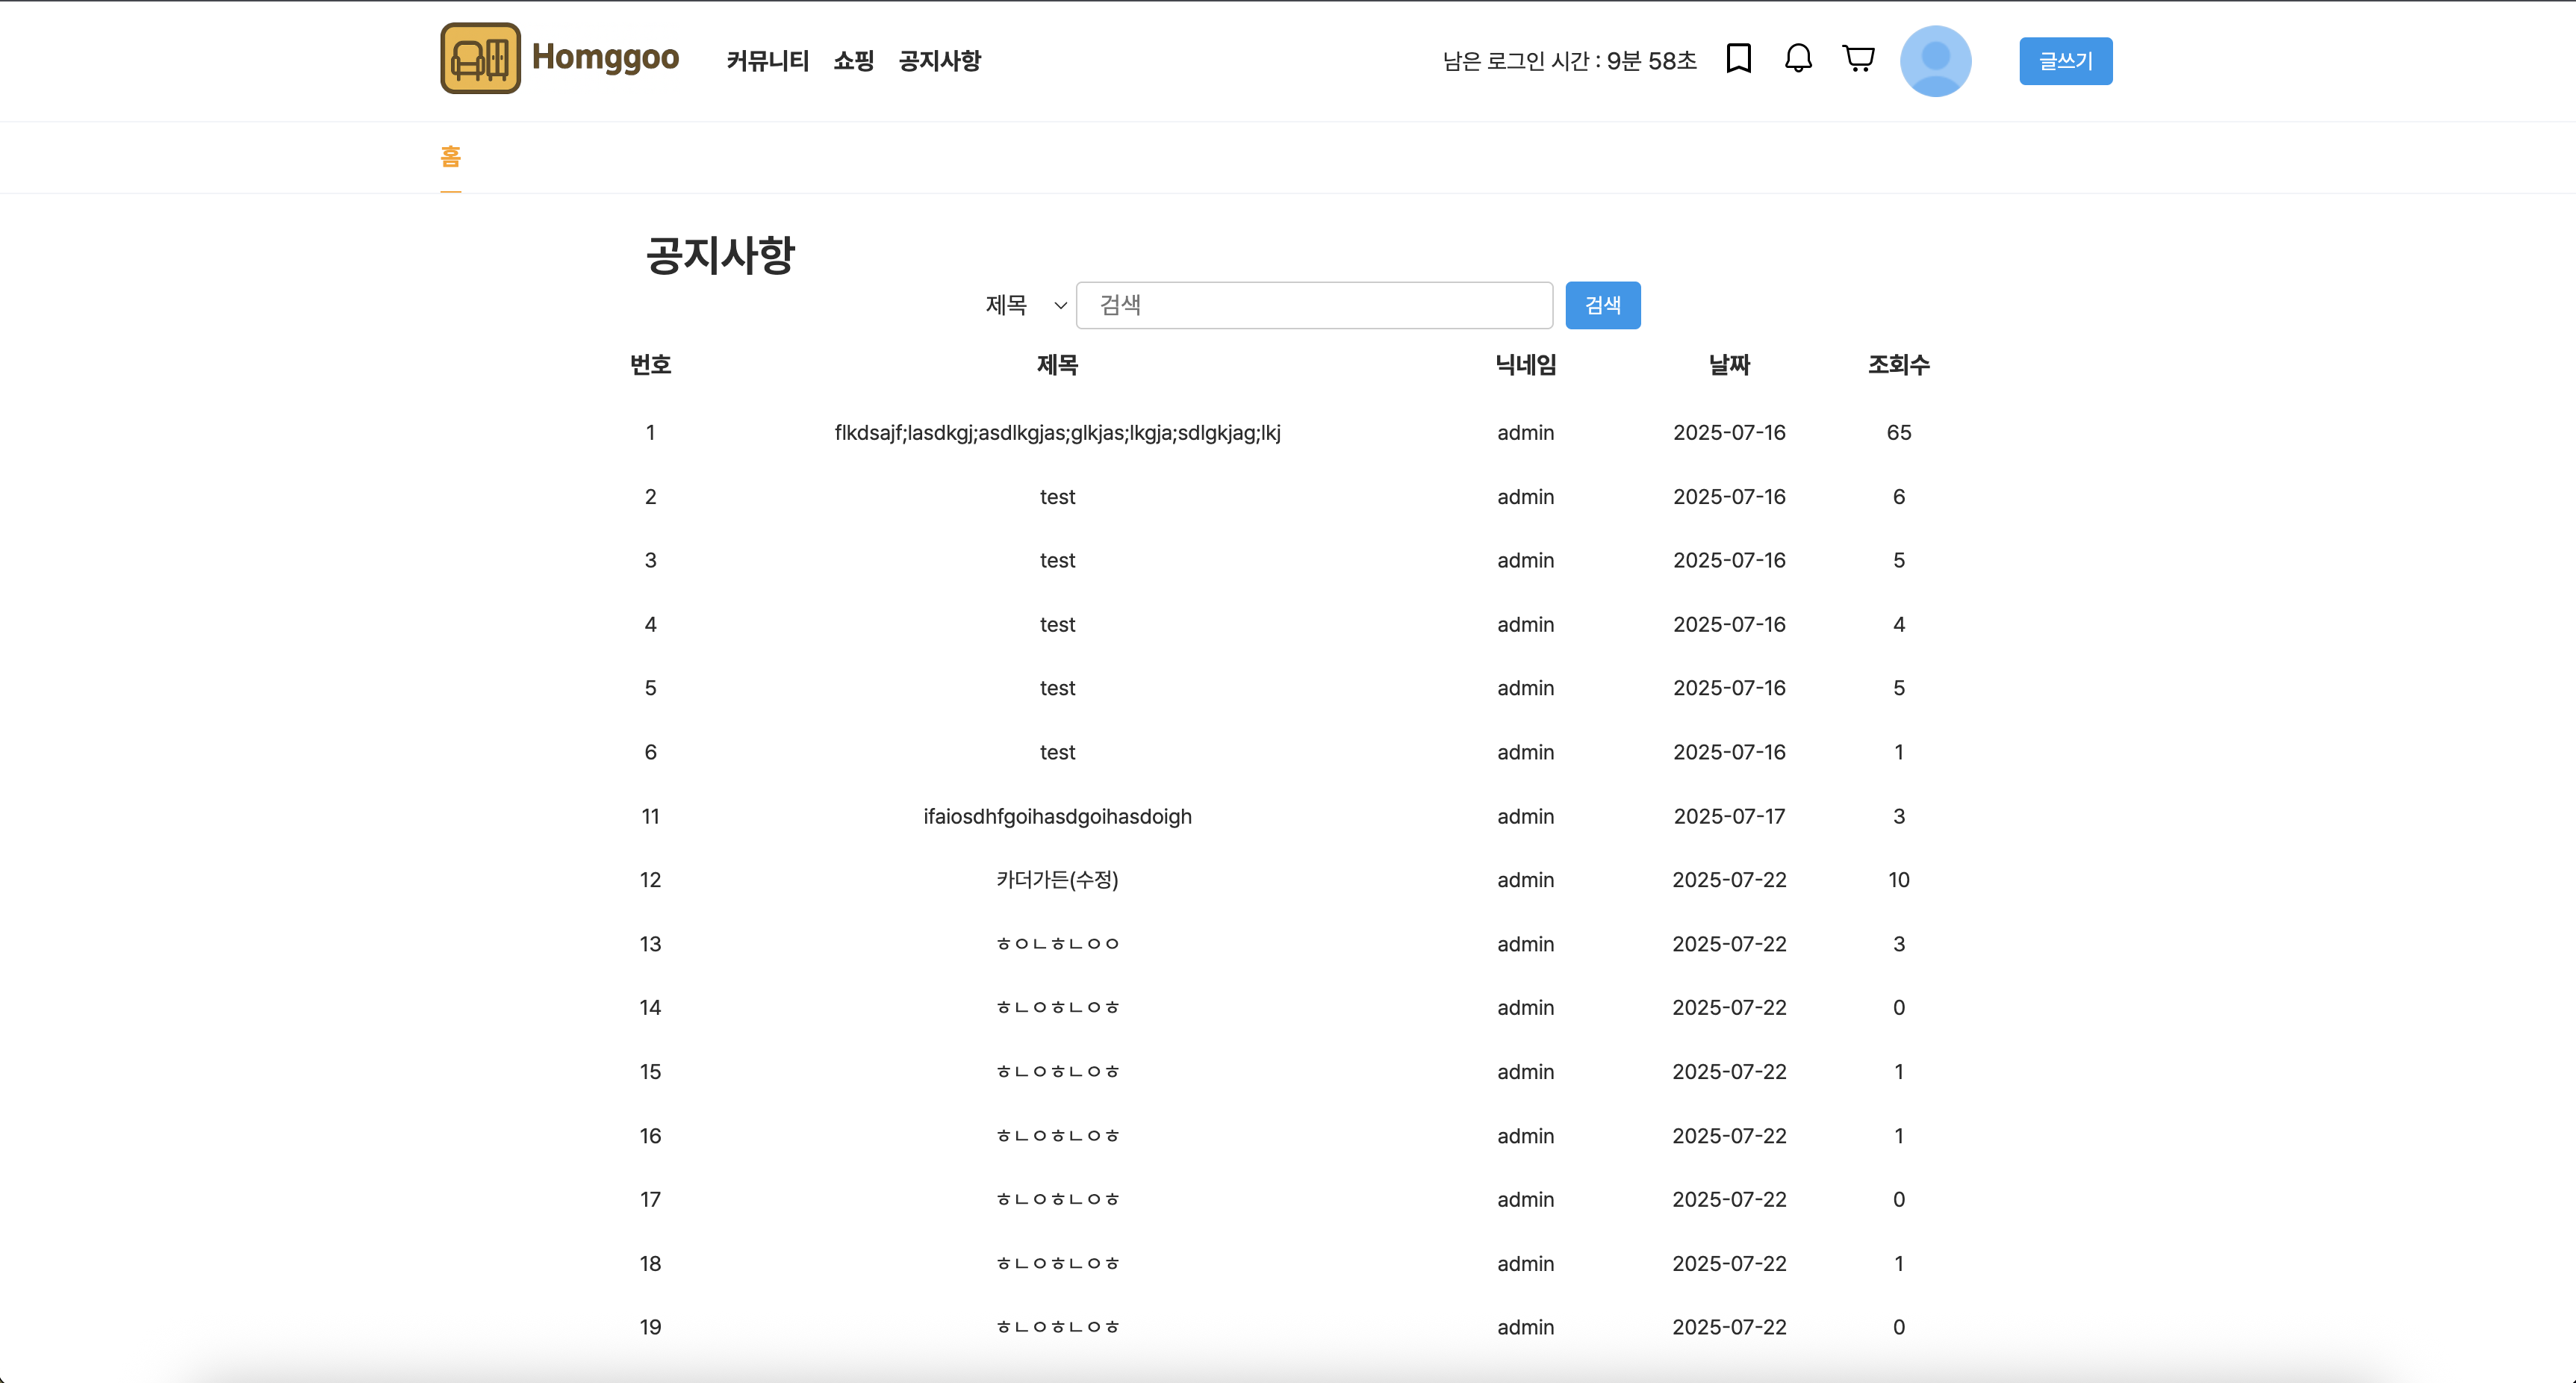 Homggoo 커뮤니티 쇼핑 공지사항 남은 로그인 시간 : 9분 58초 글쓰기
홈
공지사항
제목 검색 검색
번호 제목 닉네임 날짜 조회수
1 flkdsajf;lasdkgj;asdlkgjas;glkjas;lkgja;sdlgkjag;lkj admin 2025-07-16 65
2 test admin 2025-07-16 6
3 test admin 2025-07-16 5
4 test admin 2025-07-16 4
5 test admin 2025-07-16 5
6 test admin 2025-07-16 1
11 ifaiosdhfgoihasdgoihasdoigh admin 2025-07-17 3
12 카더가든(수정) admin 2025-07-22 10
13 ㅎㅇㄴㅎㄴㅇㅇ admin 2025-07-22 3
14 ㅎㄴㅇㅎㄴㅇㅎ admin 2025-07-22 0
15 ㅎㄴㅇㅎㄴㅇㅎ admin 2025-07-22 1
16 ㅎㄴㅇㅎㄴㅇㅎ admin 2025-07-22 1
17 ㅎㄴㅇㅎㄴㅇㅎ admin 2025-07-22 0
18 ㅎㄴㅇㅎㄴㅇㅎ admin 2025-07-22 1
19 ㅎㄴㅇㅎㄴㅇㅎ admin 2025-07-22 0